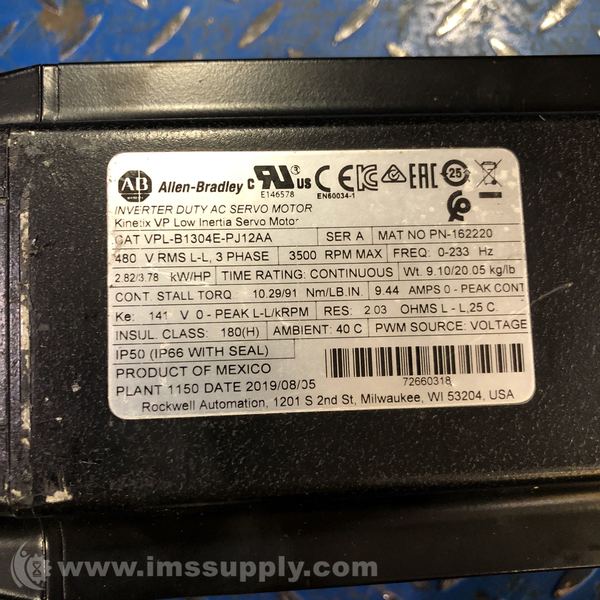 AB Allen-Bradley C UL US CE KC EAC 25
E146578 EN60034-1
INVERTER DUTY AC SERVO MOTOR
Kinetix VP Low Inertia Servo Motor
CAT VPL-B1304E-PJ12AA SER A MAT NO PN-162220
480 V RMS L-L, 3 PHASE 3500 RPM MAX FREQ: 0-233 Hz
2.82/3.78 kW/HP TIME RATING: CONTINUOUS Wt. 9.10/20.05 kg/lb
CONT. STALL TORQ 10.29/91 Nm/LB.IN. 9.44 AMPS 0 - PEAK CONT
Ke: 141 V 0 - PEAK L-L/kRPM RES: 2.03 OHMS L - L,25 C.
INSUL. CLASS: 180(H) AMBIENT: 40 C PWM SOURCE: VOLTAGE
IP50 (IP66 WITH SEAL)
PRODUCT OF MEXICO
PLANT 1150 DATE 2019/08/05 72660318
Rockwell Automation, 1201 S 2nd St, Milwaukee, WI 53204, USA
www.imssupply.com